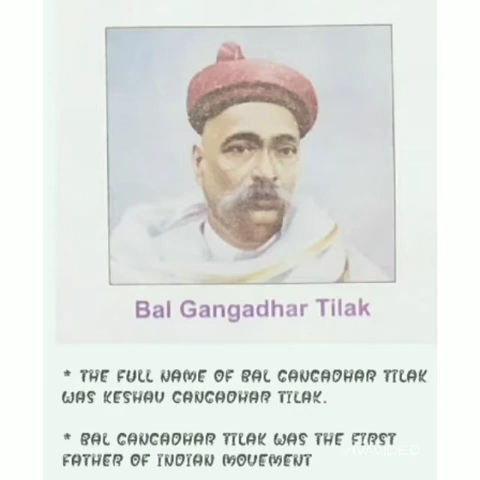 Bal Gangadhar Tilak
* THE FULL NAME OF BAL GANGADHAR TILAK
WAS KESHAV GANGADHAR TILAK.
* BAL GANGADHAR TILAK WAS THE FIRST
FATHER OF INDIAN MOVEMENT